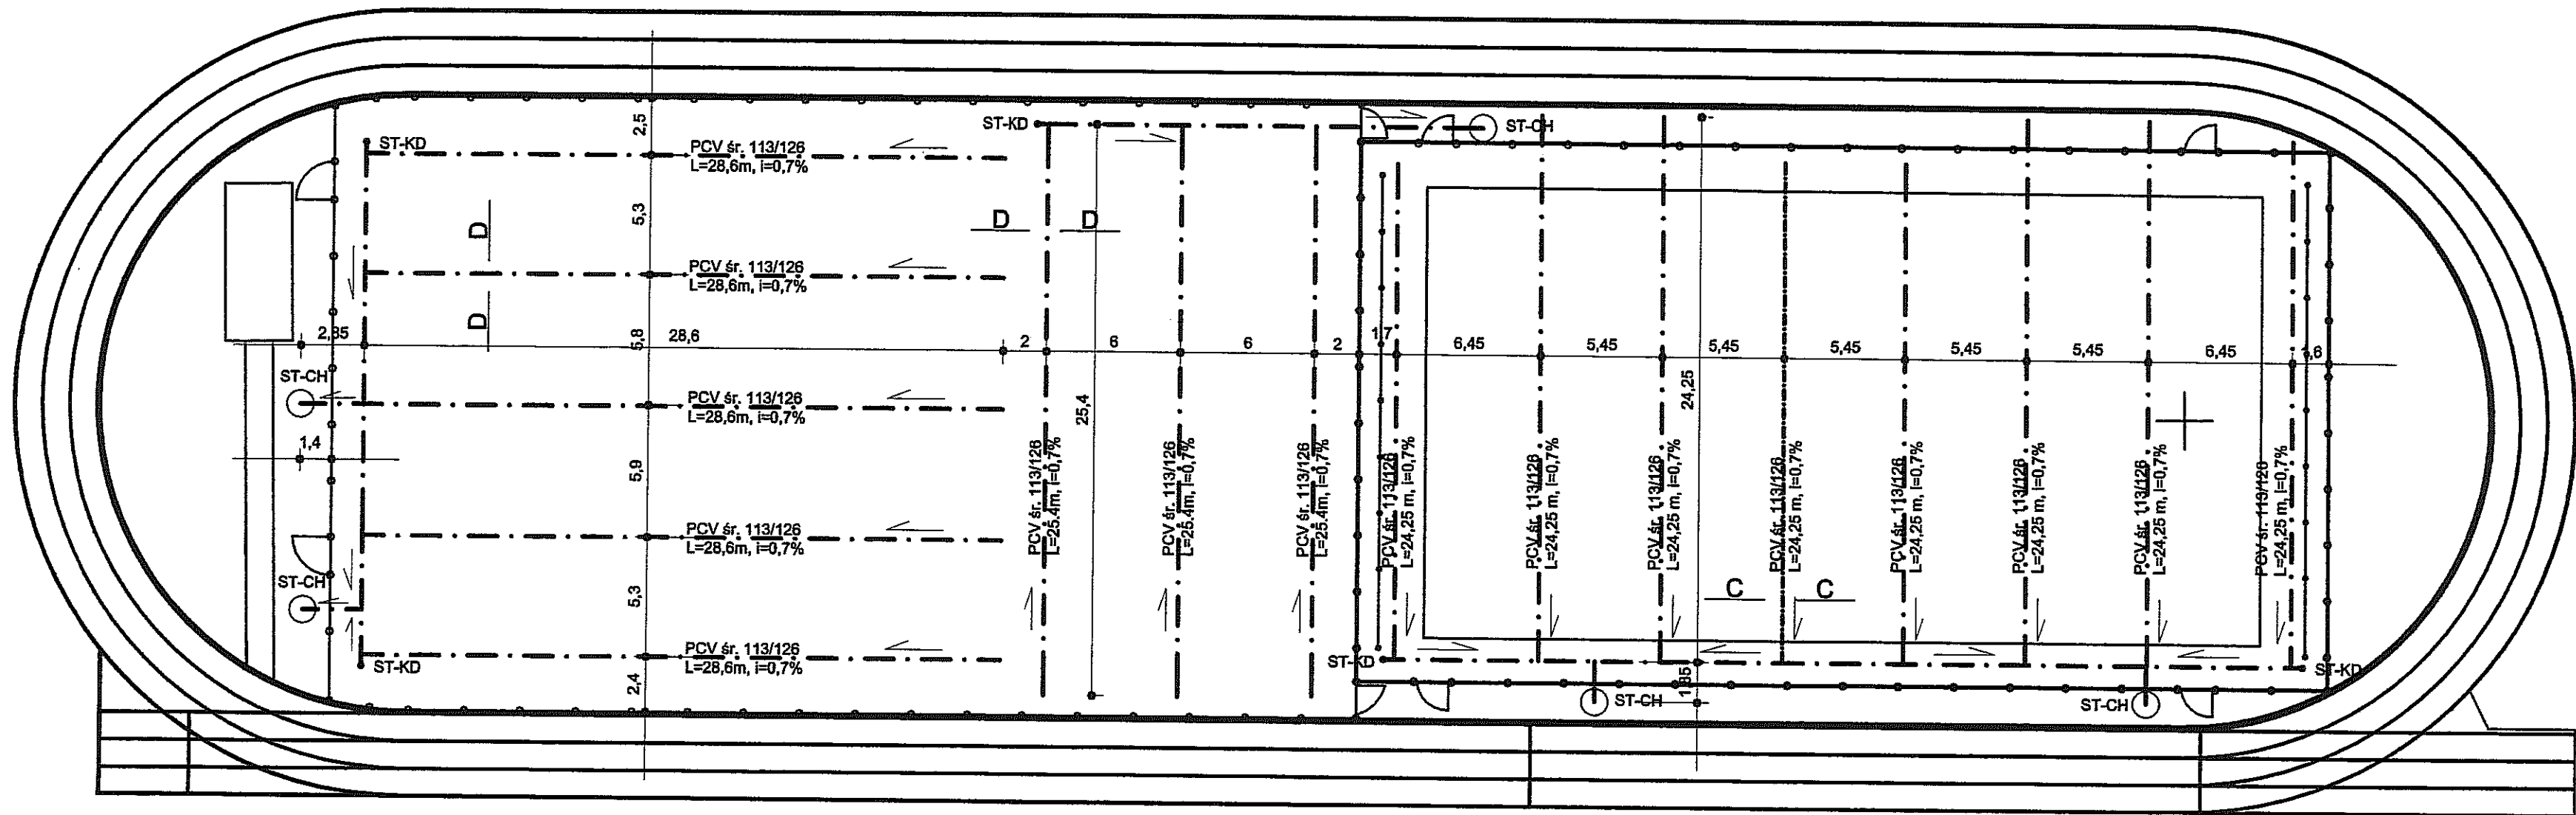 2,5
ST-KD
ST-KD
ST-CH
PCV śr. 113/126
L=28,6m, i=0,7%
5,3
D
D
D
D
PCV śr. 113/126
L=28,6m, i=0,7%
2,85
5,8
28,6
2
6
6
2
1,7
6,45
5,45
5,45
5,45
5,45
5,45
6,45
1,6
ST-CH
PCV śr. 113/126
L=28,6m, i=0,7%
25,4
24,25
1,4
5,9
PCV śr. 113/126
L=25.4m, i=0,7%
PCV śr. 113/126
L=25.4m, i=0,7%
PCV śr. 113/126
L=25.4m, i=0,7%
PCV śr. 113/126
L=24,25 m, i=0,7%
PCV śr. 113/126
L=24,25 m, i=0,7%
PCV śr. 113/126
L=24,25 m, i=0,7%
PCV śr. 113/126
L=24,25 m, i=0,7%
PCV śr. 113/126
L=24,25 m, i=0,7%
PCV śr. 113/126
L=24,25 m, i=0,7%
PCV śr. 113/126
L=24,25 m, i=0,7%
PCV śr. 113/126
L=24,25 m, i=0,7%
PCV śr. 113/126
L=28,6m, i=0,7%
ST-CH
5,3
C
C
PCV śr. 113/126
L=28,6m, i=0,7%
ST-KD
ST-KD
ST-KD
2,4
1,85
ST-CH
ST-CH